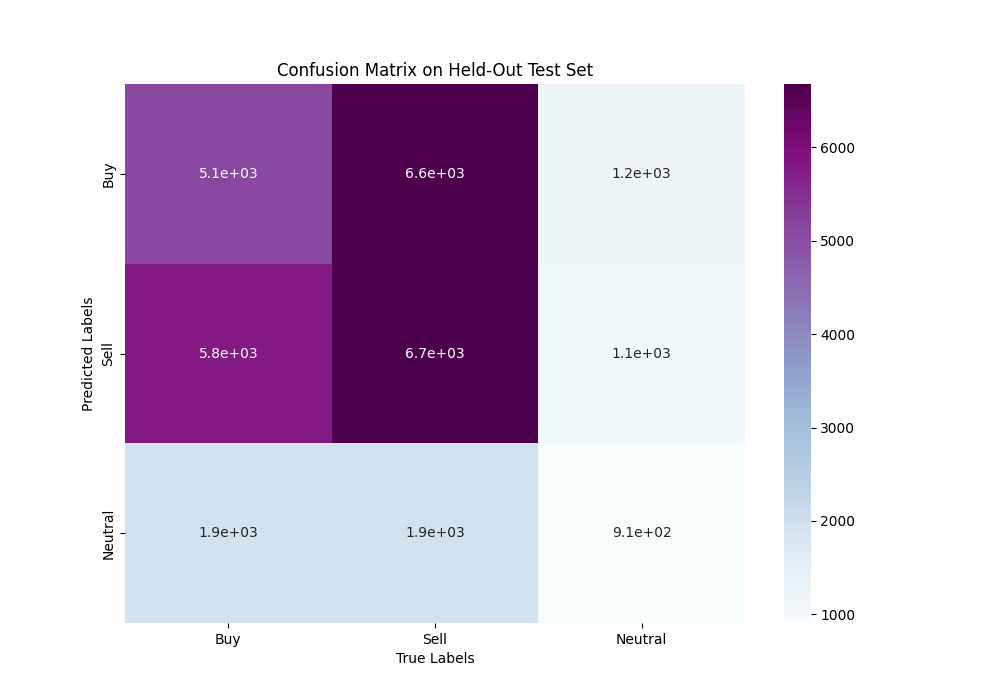 Confusion Matrix on Held-Out Test Set
Predicted Labels
Buy
5.1e+03 6.6e+03 1.2e+03
Sell
5.8e+03 6.7e+03 1.1e+03
Neutral
1.9e+03 1.9e+03 9.1e+02
Buy Sell Neutral
True Labels
6000
5000
4000
3000
2000
1000